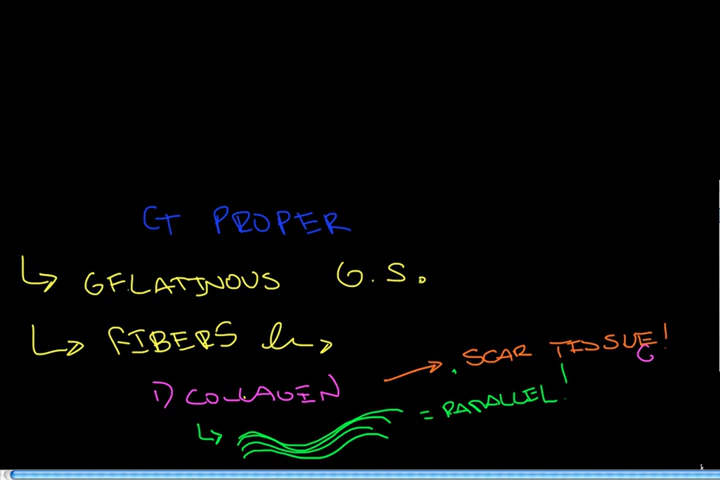 CT PROPER
↳ GELATINOUS G.S.
↳ FIBERS →
→ SCAR TISSUE!
1) COLLAGEN
↳ = PARALLEL!